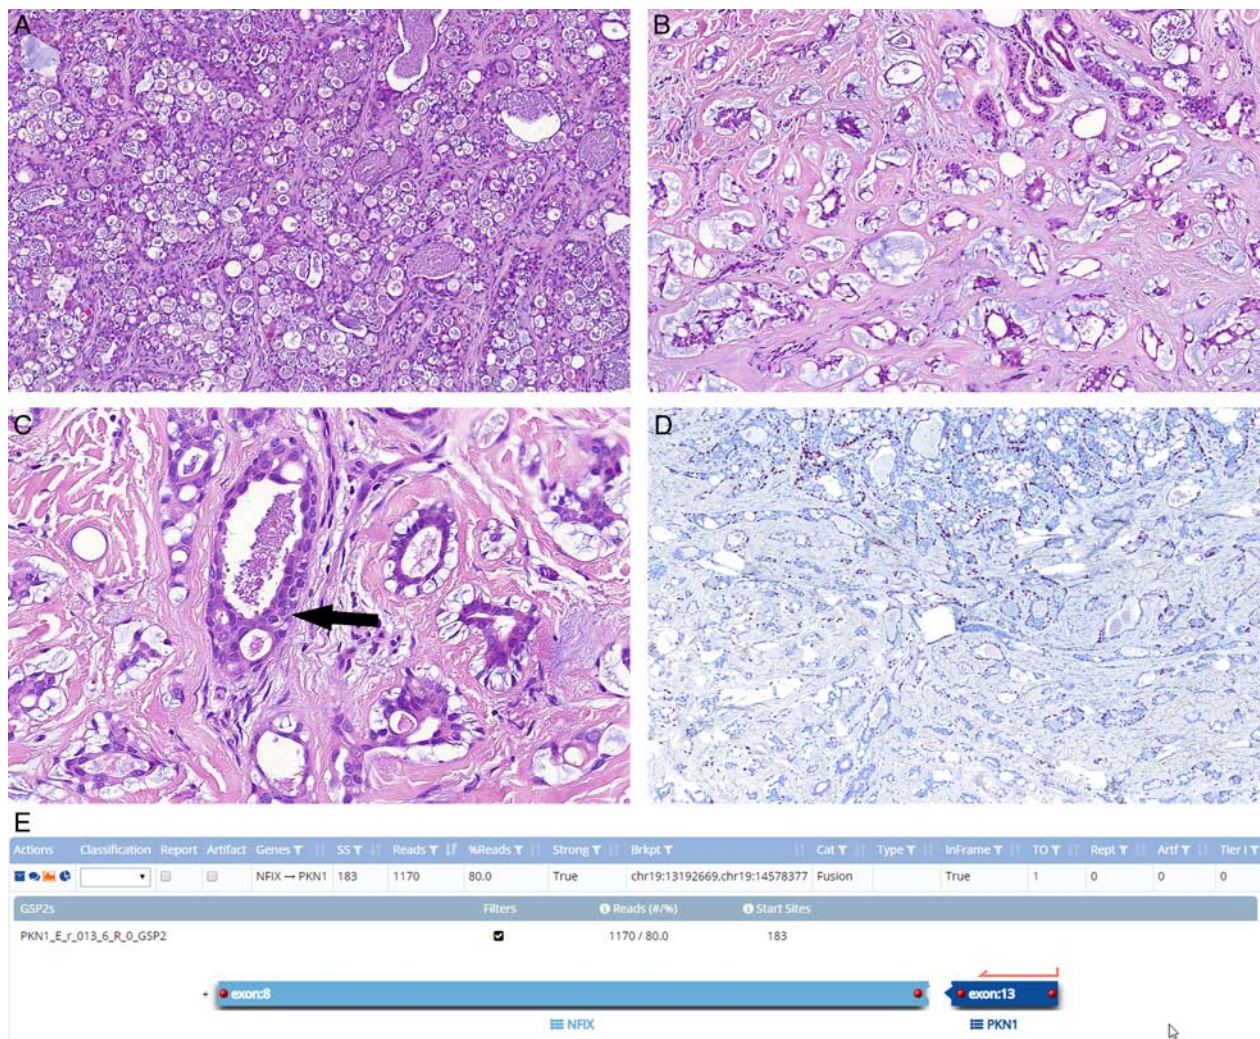 A
B
C
D
E
Actions Classification Report Artifact Genes SS Reads %Reads Strong Brkpt Cat Type InFrame TO Rept Artf Tier I
NFIX → PKN1 183 1170 80.0 True chr19:13192669,chr19:14578377 Fusion True 1 0 0 0
GSP2s Filters Reads (#/%) Start Sites
PKN1_E_r_013_6_R_0_GSP2 1170 / 80.0 183
+ exon:8 exon:13
NFIX PKN1